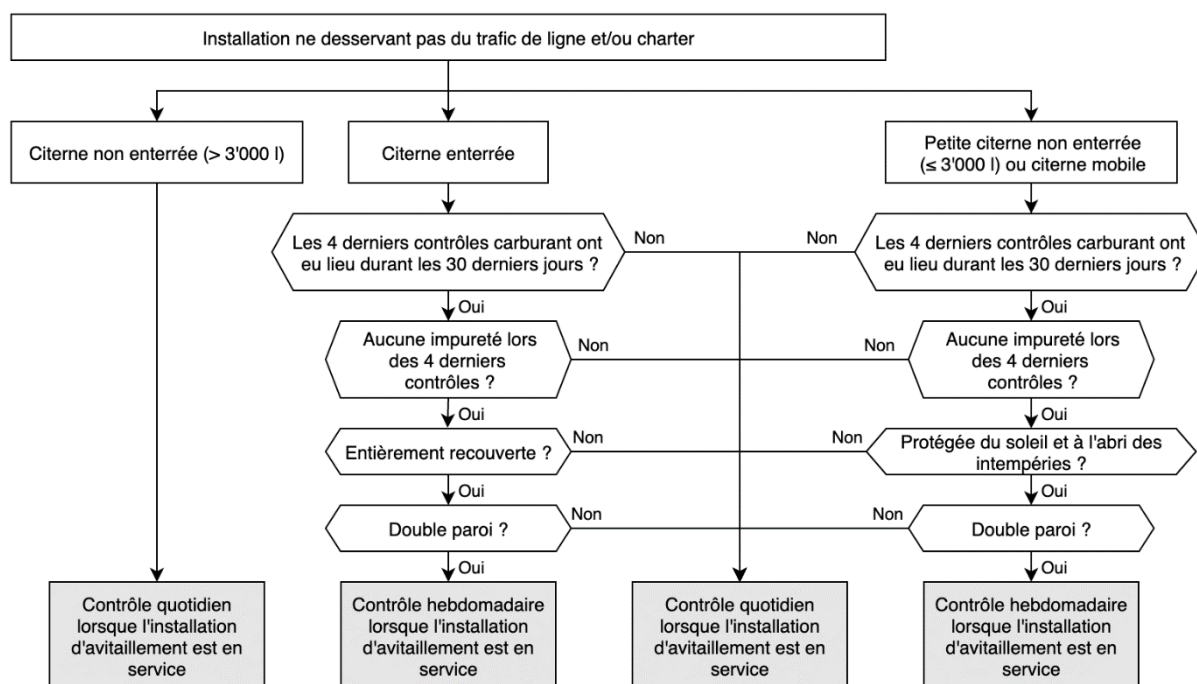 Installation ne desservant pas du trafic de ligne et/ou charter
Citerne non enterrée (> 3'000 l)
Citerne enterrée
Petite citerne non enterrée
(≤ 3'000 l) ou citerne mobile
Les 4 derniers contrôles carburant ont
eu lieu durant les 30 derniers jours ?
Non
Non
Les 4 derniers contrôles carburant ont
eu lieu durant les 30 derniers jours ?
Oui
Oui
Aucune impureté lors
des 4 derniers
contrôles ?
Non
Non
Aucune impureté lors
des 4 derniers
contrôles ?
Oui
Oui
Entièrement recouverte ?
Non
Non
Protégée du soleil et à l'abri des
intempéries ?
Oui
Oui
Double paroi ?
Non
Non
Double paroi ?
Oui
Oui
Contrôle quotidien
lorsque l'installation
d'avitaillement est en
service
Contrôle hebdomadaire
lorsque l'installation
d'avitaillement est en
service
Contrôle quotidien
lorsque l'installation
d'avitaillement est en
service
Contrôle hebdomadaire
lorsque l'installation
d'avitaillement est en
service